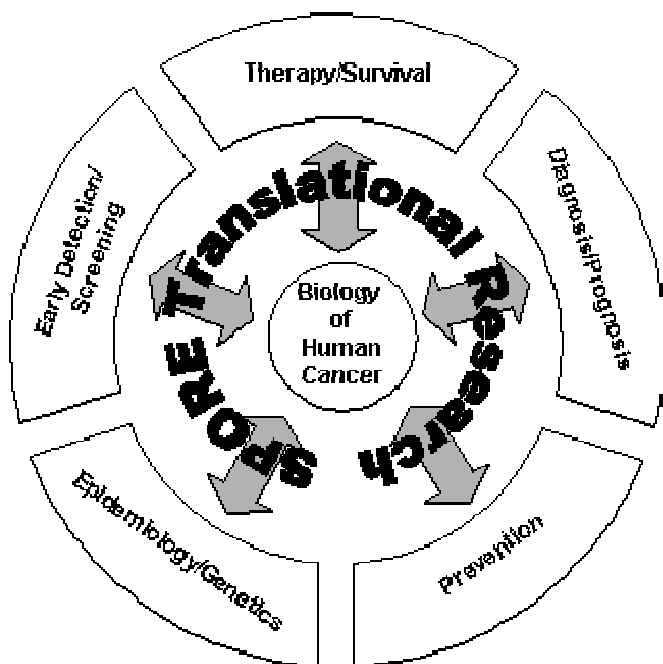 Therapy/Survival
Diagnosis/Prognosis
Prevention
Epidemiology/Genetics
Early Detection/
Screening
SPORE Translational Research
Biology
of
Human
Cancer